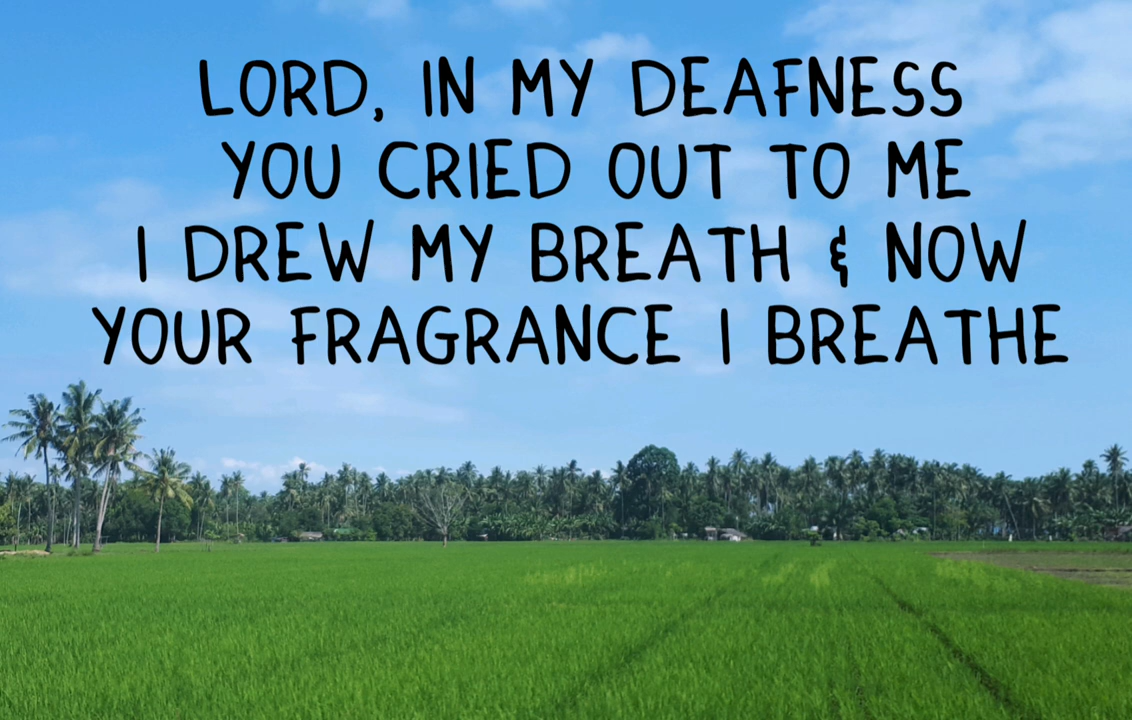 LORD, IN MY DEAFNESS
YOU CRIED OUT TO ME
I DREW MY BREATH & NOW
YOUR FRAGRANCE I BREATHE